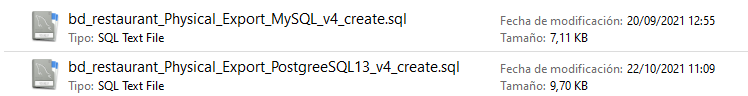 bd_restaurant_Physical_Export_MySQL_v4_create.sql Fecha de modificación: 20/09/2021 12:55
Tipo: SQL Text File Tamaño: 7,11 KB
bd_restaurant_Physical_Export_PostgreeSQL13_v4_create.sql Fecha de modificación: 22/10/2021 11:09
Tipo: SQL Text File Tamaño: 9,70 KB